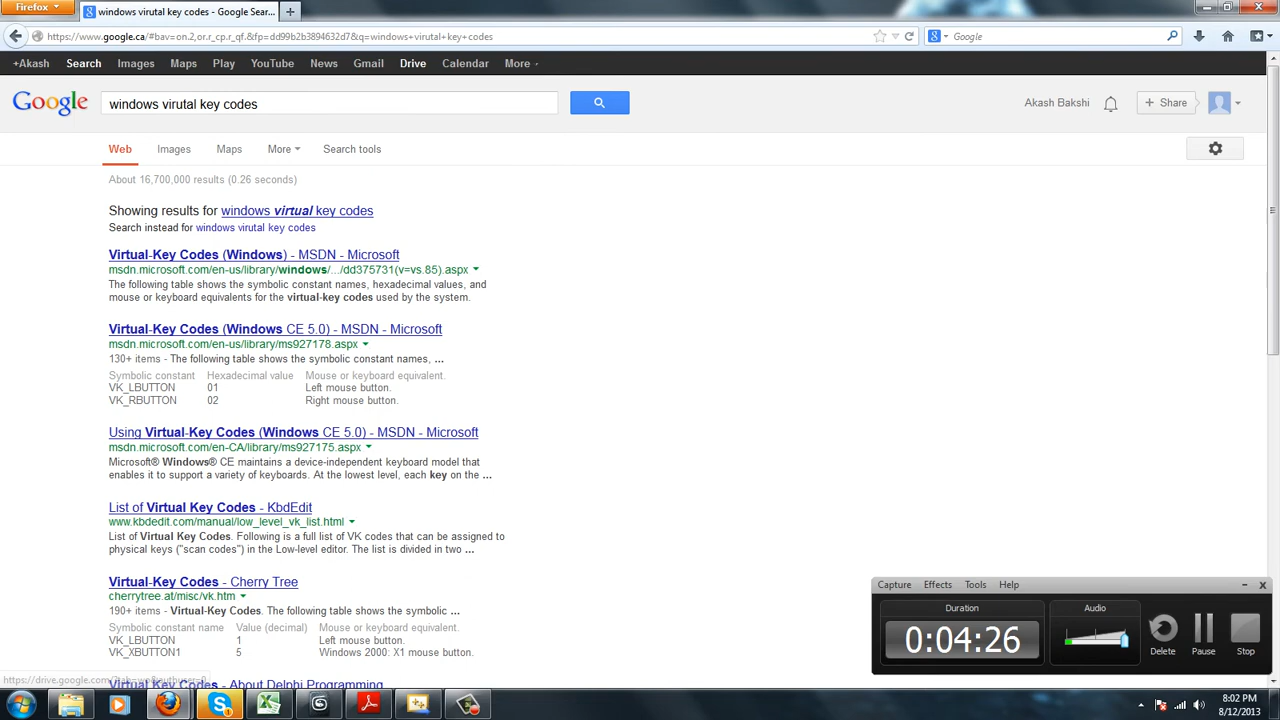 Firefox
windows virutal key codes - Google Sear...
https://www.google.ca/#bav=on.2,or.r_cp.r_qf.&fp=dd99b2b3894632d7&q=windows+virutal+key+codes
Google
+Akash Search Images Maps Play YouTube News Gmail Drive Calendar More
Google
windows virutal key codes
Akash Bakshi
+ Share
Web Images Maps More Search tools
About 16,700,000 results (0.26 seconds)
Showing results for windows virtual key codes
Search instead for windows virutal key codes
Virtual-Key Codes (Windows) - MSDN - Microsoft
msdn.microsoft.com/en-us/library/windows/.../dd375731(v=vs.85).aspx
The following table shows the symbolic constant names, hexadecimal values, and
mouse or keyboard equivalents for the virtual-key codes used by the system.
Virtual-Key Codes (Windows CE 5.0) - MSDN - Microsoft
msdn.microsoft.com/en-us/library/ms927178.aspx
130+ items - The following table shows the symbolic constant names, ...
Symbolic constant Hexadecimal value Mouse or keyboard equivalent.
VK_LBUTTON 01 Left mouse button.
VK_RBUTTON 02 Right mouse button.
Using Virtual-Key Codes (Windows CE 5.0) - MSDN - Microsoft
msdn.microsoft.com/en-CA/library/ms927175.aspx
Microsoft® Windows® CE maintains a device-independent keyboard model that
enables it to support a variety of keyboards. At the lowest level, each key on the ...
List of Virtual Key Codes - KbdEdit
www.kbdedit.com/manual/low_level_vk_list.html
List of Virtual Key Codes. Following is a full list of VK codes that can be assigned to
physical keys ("scan codes") in the Low-level editor. The list is divided in two ...
Virtual-Key Codes - Cherry Tree
cherrytree.at/misc/vk.htm
190+ items - Virtual-Key Codes. The following table shows the symbolic ...
Symbolic constant name Value (decimal) Mouse or keyboard equivalent.
VK_LBUTTON 1 Left mouse button.
VK_XBUTTON1 5 Windows 2000: X1 mouse button.
Virtual Key Codes - About Delphi Programming
Capture Effects Tools Help
Duration
0:04:26
Audio
Delete Pause Stop
8:02 PM
8/12/2013